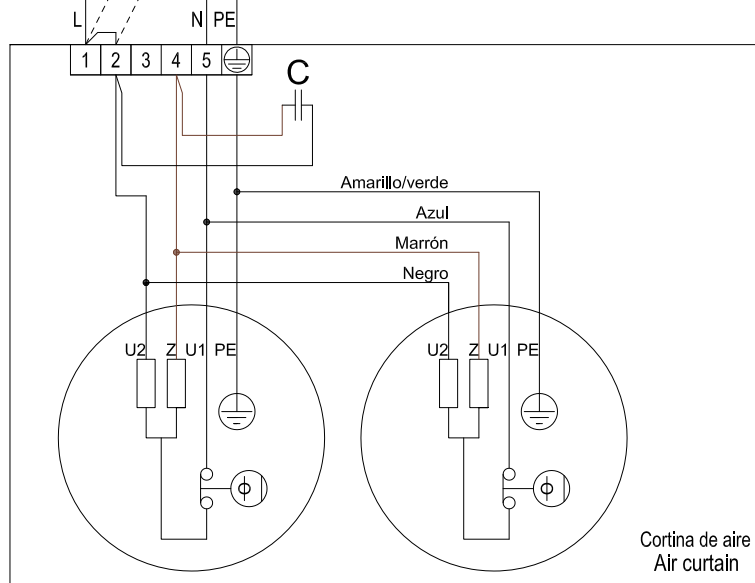 L N PE
1 2 3 4 5
C
Amarillo/verde
Azul
Marrón
Negro
U2 Z U1 PE
U2 Z U1 PE
Cortina de aire
Air curtain